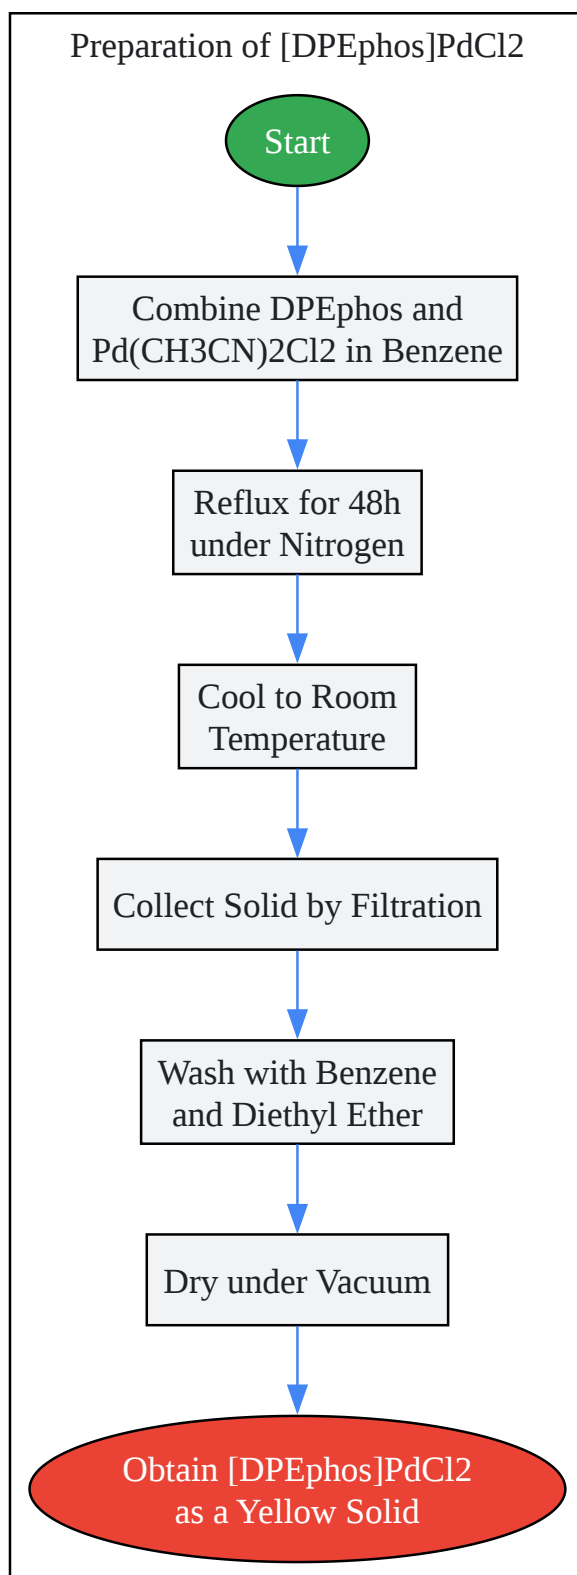 Preparation of [DPEphos]PdCl2
Start
Combine DPEphos and
Pd(CH3CN)2Cl2 in Benzene
Reflux for 48h
under Nitrogen
Cool to Room
Temperature
Collect Solid by Filtration
Wash with Benzene
and Diethyl Ether
Dry under Vacuum
Obtain [DPEphos]PdCl2
as a Yellow Solid